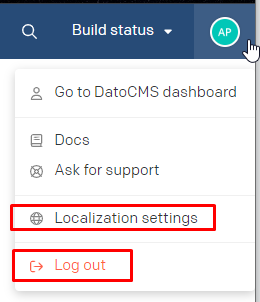 Build status
AP
Go to DatoCMS dashboard
Docs
Ask for support
Localization settings
Log out